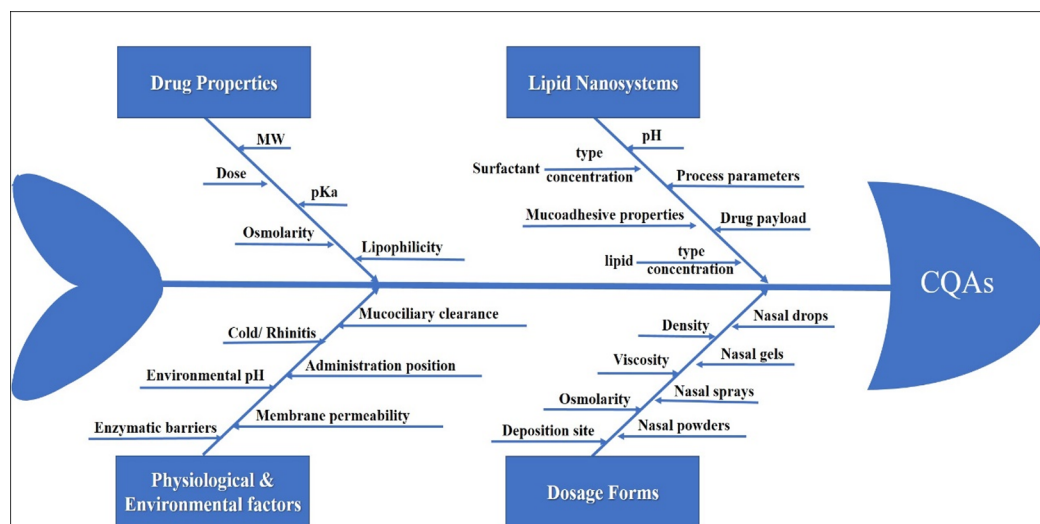 Drug Properties
MW
Dose
pKa
Osmolarity
Lipophilicity
Lipid Nanosystems
pH
Surfactant
type
concentration
Process parameters
Mucoadhesive properties
Drug payload
lipid
type
concentration
CQAs
Mucociliary clearance
Cold/ Rhinitis
Administration position
Environmental pH
Membrane permeability
Enzymatic barriers
Physiological &
Environmental factors
Nasal drops
Density
Nasal gels
Viscosity
Nasal sprays
Osmolarity
Nasal powders
Deposition site
Dosage Forms